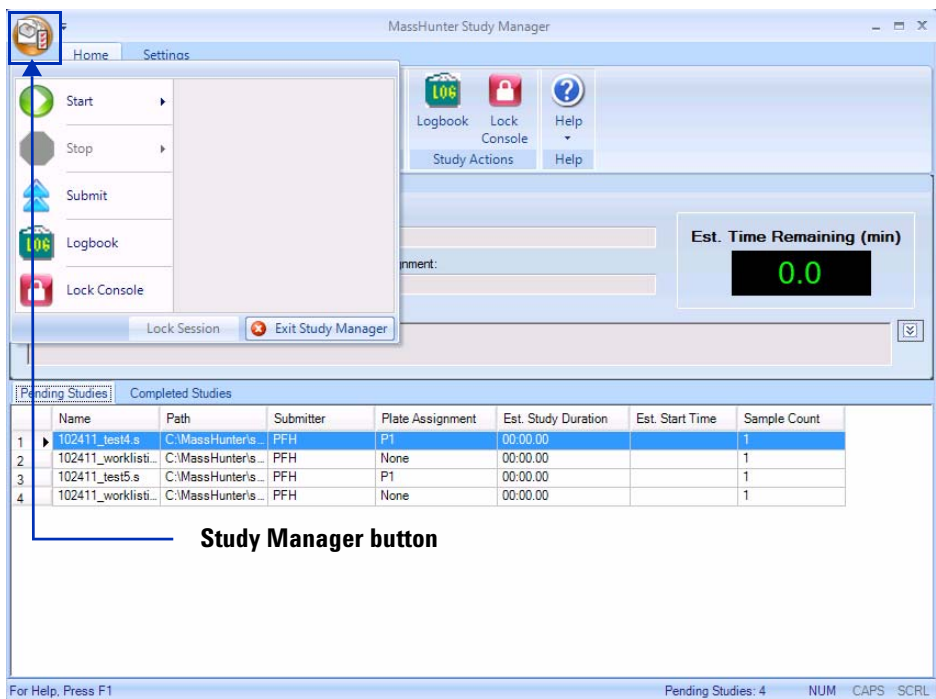 MassHunter Study Manager
Home Settings
Start
Stop
Submit
LOG Logbook
Lock Console
Lock Session Exit Study Manager
LOG
Logbook Lock Console Help
Study Actions Help
nment:
Est. Time Remaining (min)
0.0
Pending Studies Completed Studies
Name Path Submitter Plate Assignment Est. Study Duration Est. Start Time Sample Count
1 102411_test4.s C:\MassHunter\s... PFH P1 00:00.00 1
2 102411_worklisti... C:\MassHunter\s... PFH None 00:00.00 1
3 102411_test5.s C:\MassHunter\s... PFH P1 00:00.00 1
4 102411_worklisti... C:\MassHunter\s... PFH None 00:00.00 1
Study Manager button
For Help, Press F1 Pending Studies: 4 NUM CAPS SCRL